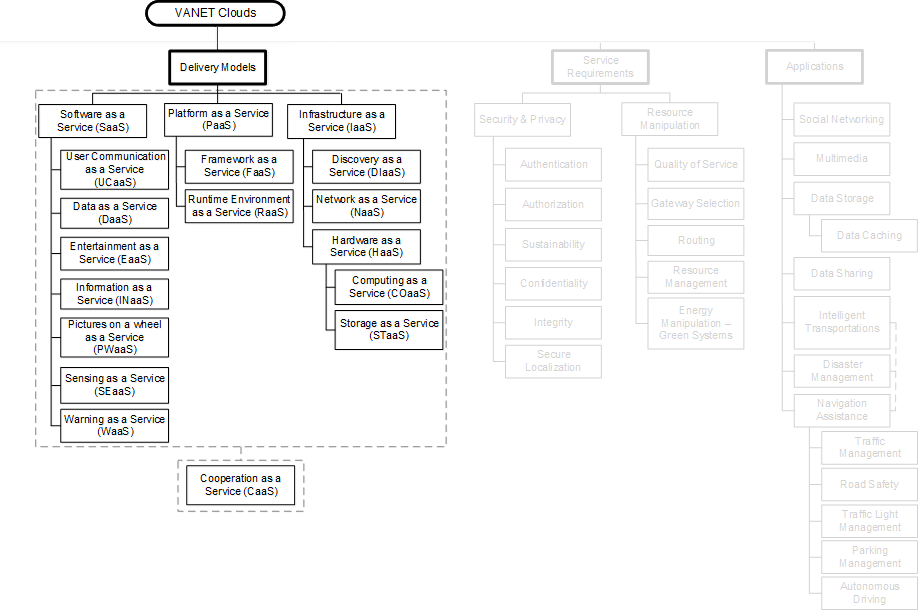 VANET Clouds
Delivery Models
Software as a
Service (SaaS)
User Communication
as a Service
(UCaaS)
Data as a Service
(DaaS)
Entertainment as a
Service (EaaS)
Information as a
Service (INaaS)
Pictures on a wheel
as a Service
(PWaaS)
Sensing as a Service
(SEaaS)
Warning as a Service
(WaaS)
Platform as a Service
(PaaS)
Framework as a
Service (FaaS)
Runtime Environment
as a Service (RaaS)
Infrastructure as a
Service (IaaS)
Discovery as a
Service (DIaaS)
Network as a Service
(NaaS)
Hardware as a
Service (HaaS)
Computing as a
Service (COaaS)
Storage as a Service
(STaaS)
Cooperation as a
Service (CaaS)
Service
Requirements
Security & Privacy
Authentication
Authorization
Sustainability
Confidentiality
Integrity
Secure
Localization
Resource
Manipulation
Quality of Service
Gateway Selection
Routing
Resource
Management
Energy
Manipulation –
Green Systems
Applications
Social Networking
Multimedia
Data Storage
Data Caching
Data Sharing
Intelligent
Transportations
Disaster
Management
Navigation
Assistance
Traffic
Management
Road Safety
Traffic Light
Management
Parking
Management
Autonomous
Driving